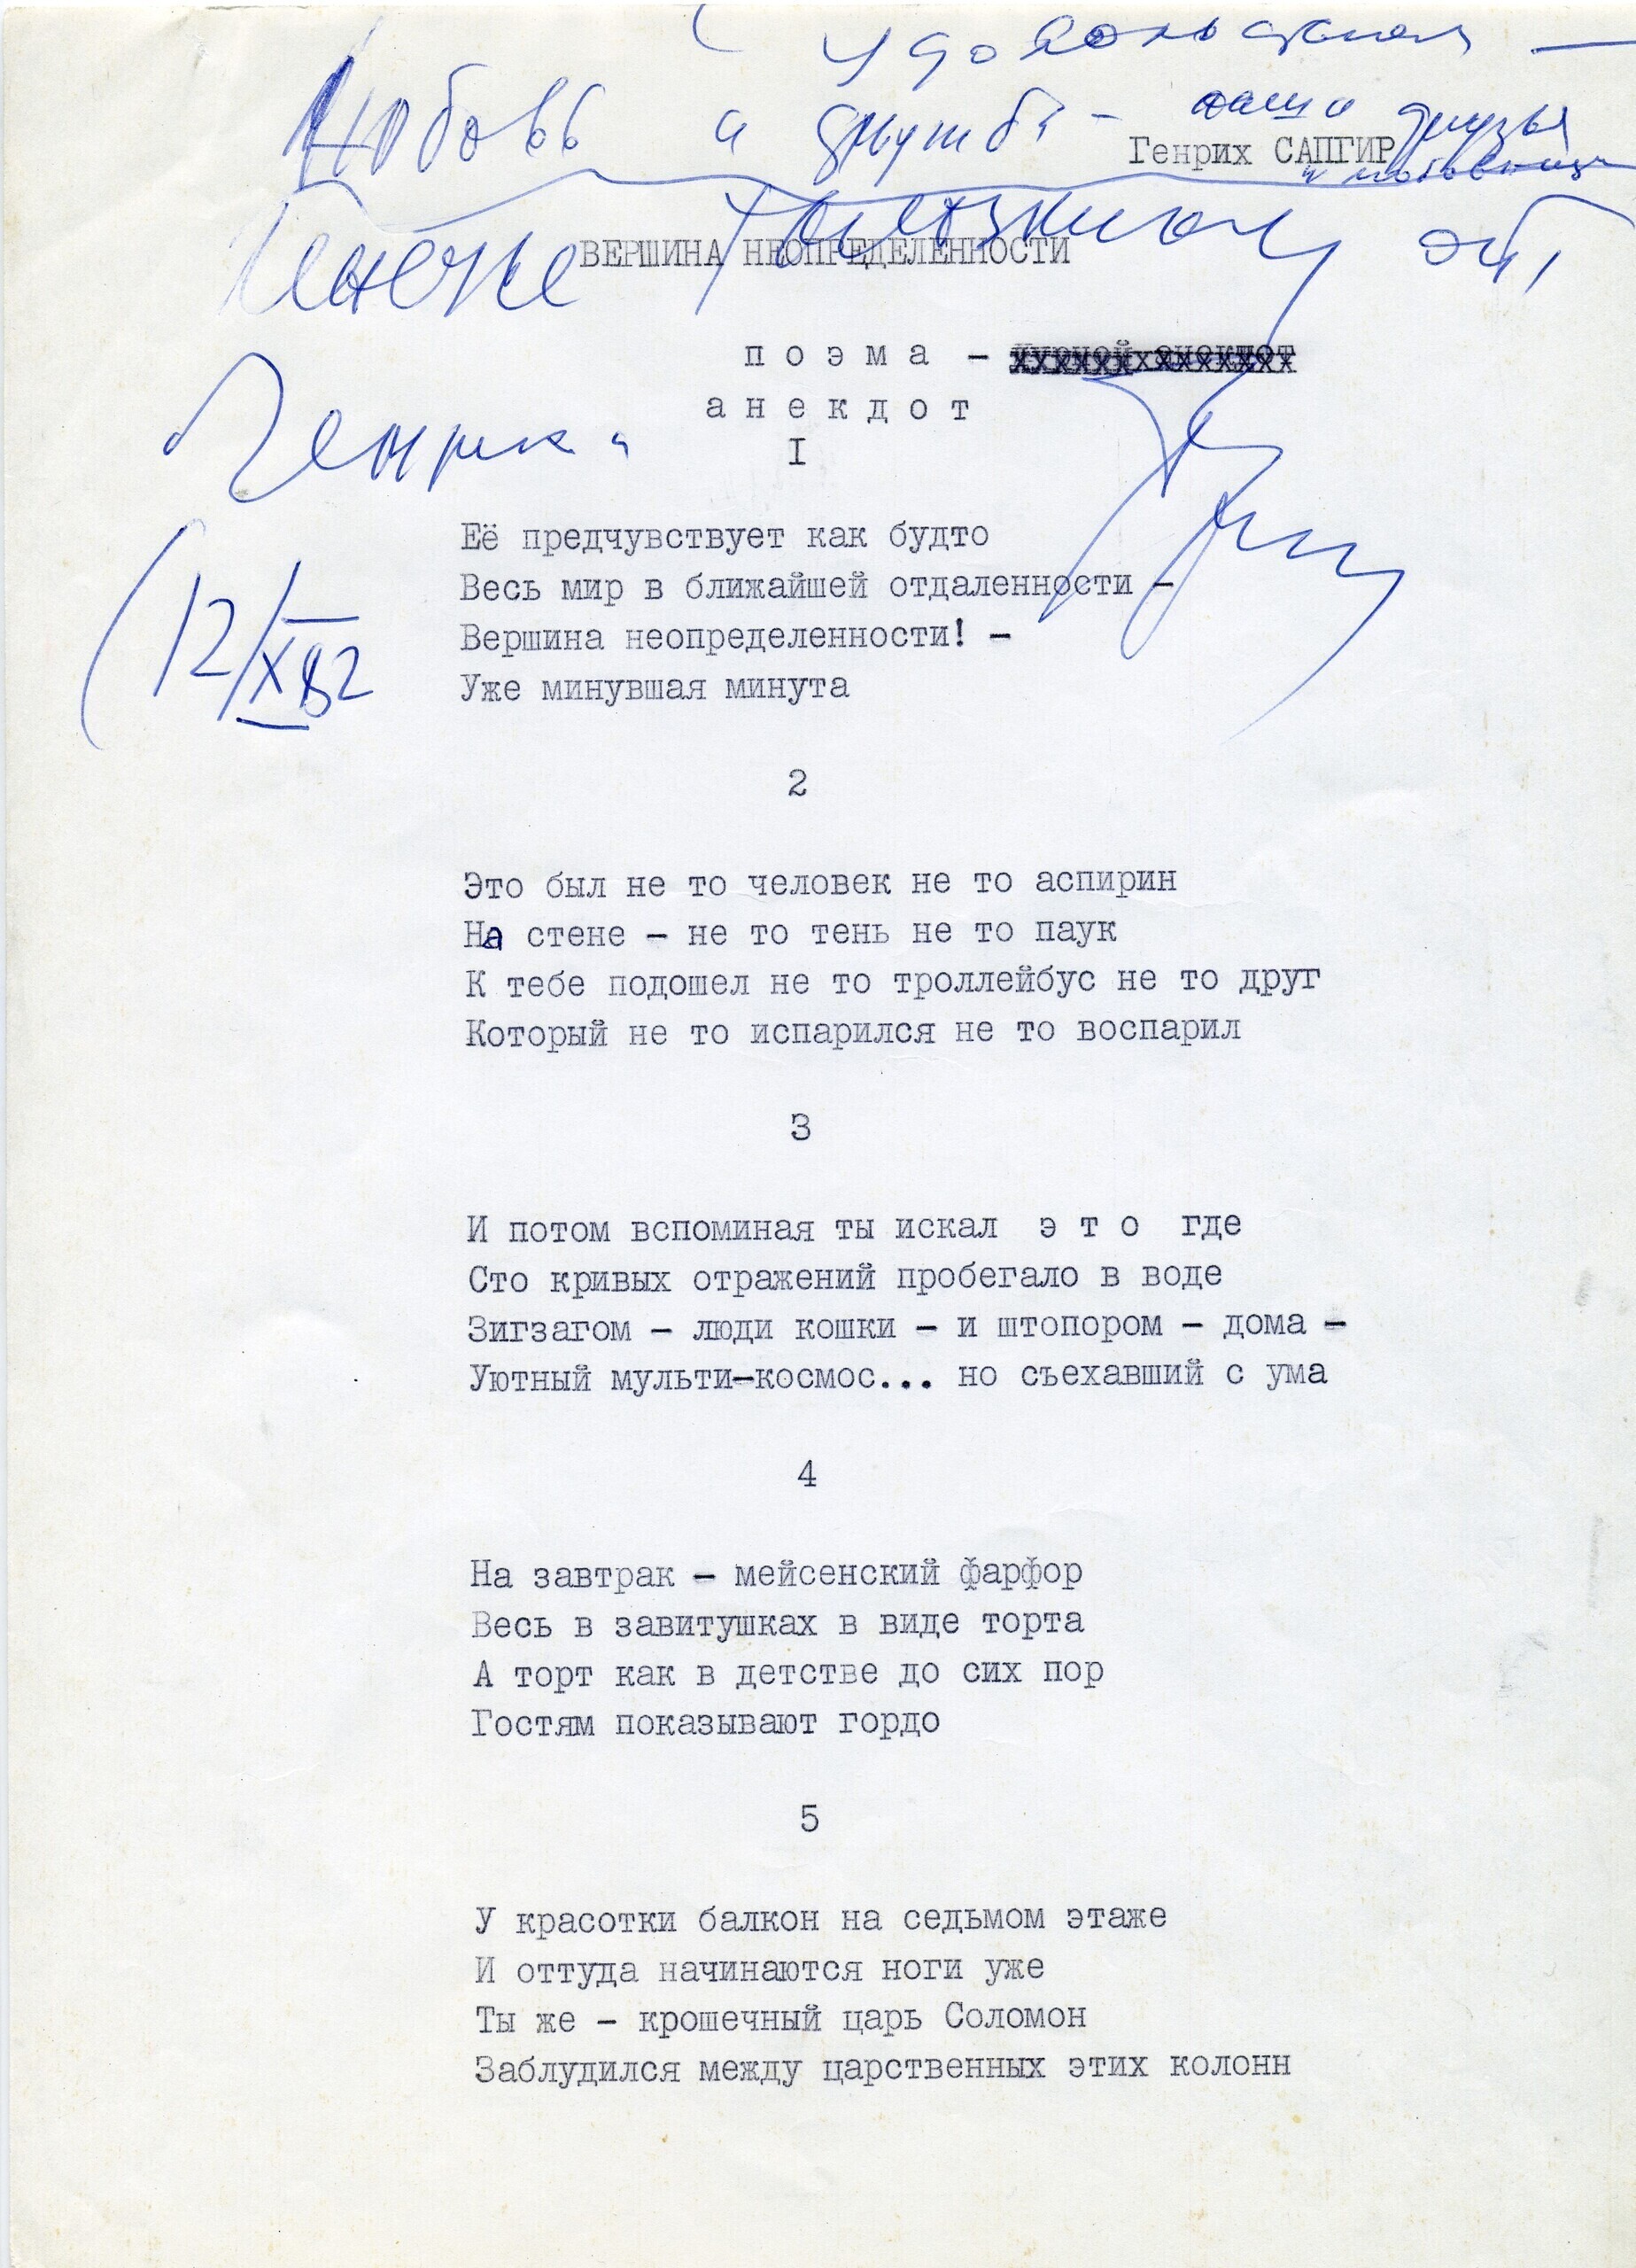 Любовь и дружба - наши друзья
Генрих САПГИР
ВЕРШИНА НЕОПРЕДЕЛЕННОСТИ
п о э м а -
а н е к д о т
Генриха
I
(12/XII 82
Её предчувствует как будто
Весь мир в ближайшей отдаленности -
Вершина неопределенности! -
Уже минувшая минута
2
Это был не то человек не то аспирин
На стене - не то тень не то паук
К тебе подошел не то троллейбус не то друг
Который не то испарился не то воспарил
3
И потом вспоминая ты искал э т о где
Сто кривых отражений пробегало в воде
Зигзагом - люди кошки - и штопором - дома -
Уютный мульти-космос... но съехавший с ума
4
На завтрак - мейсенский фарфор
Весь в завитушках в виде торта
А торт как в детстве до сих пор
Гостям показывают гордо
5
У красотки балкон на седьмом этаже
И оттуда начинаются ноги уже
Ты же - крошечный царь Соломон
Заблудился между царственных этих колонн